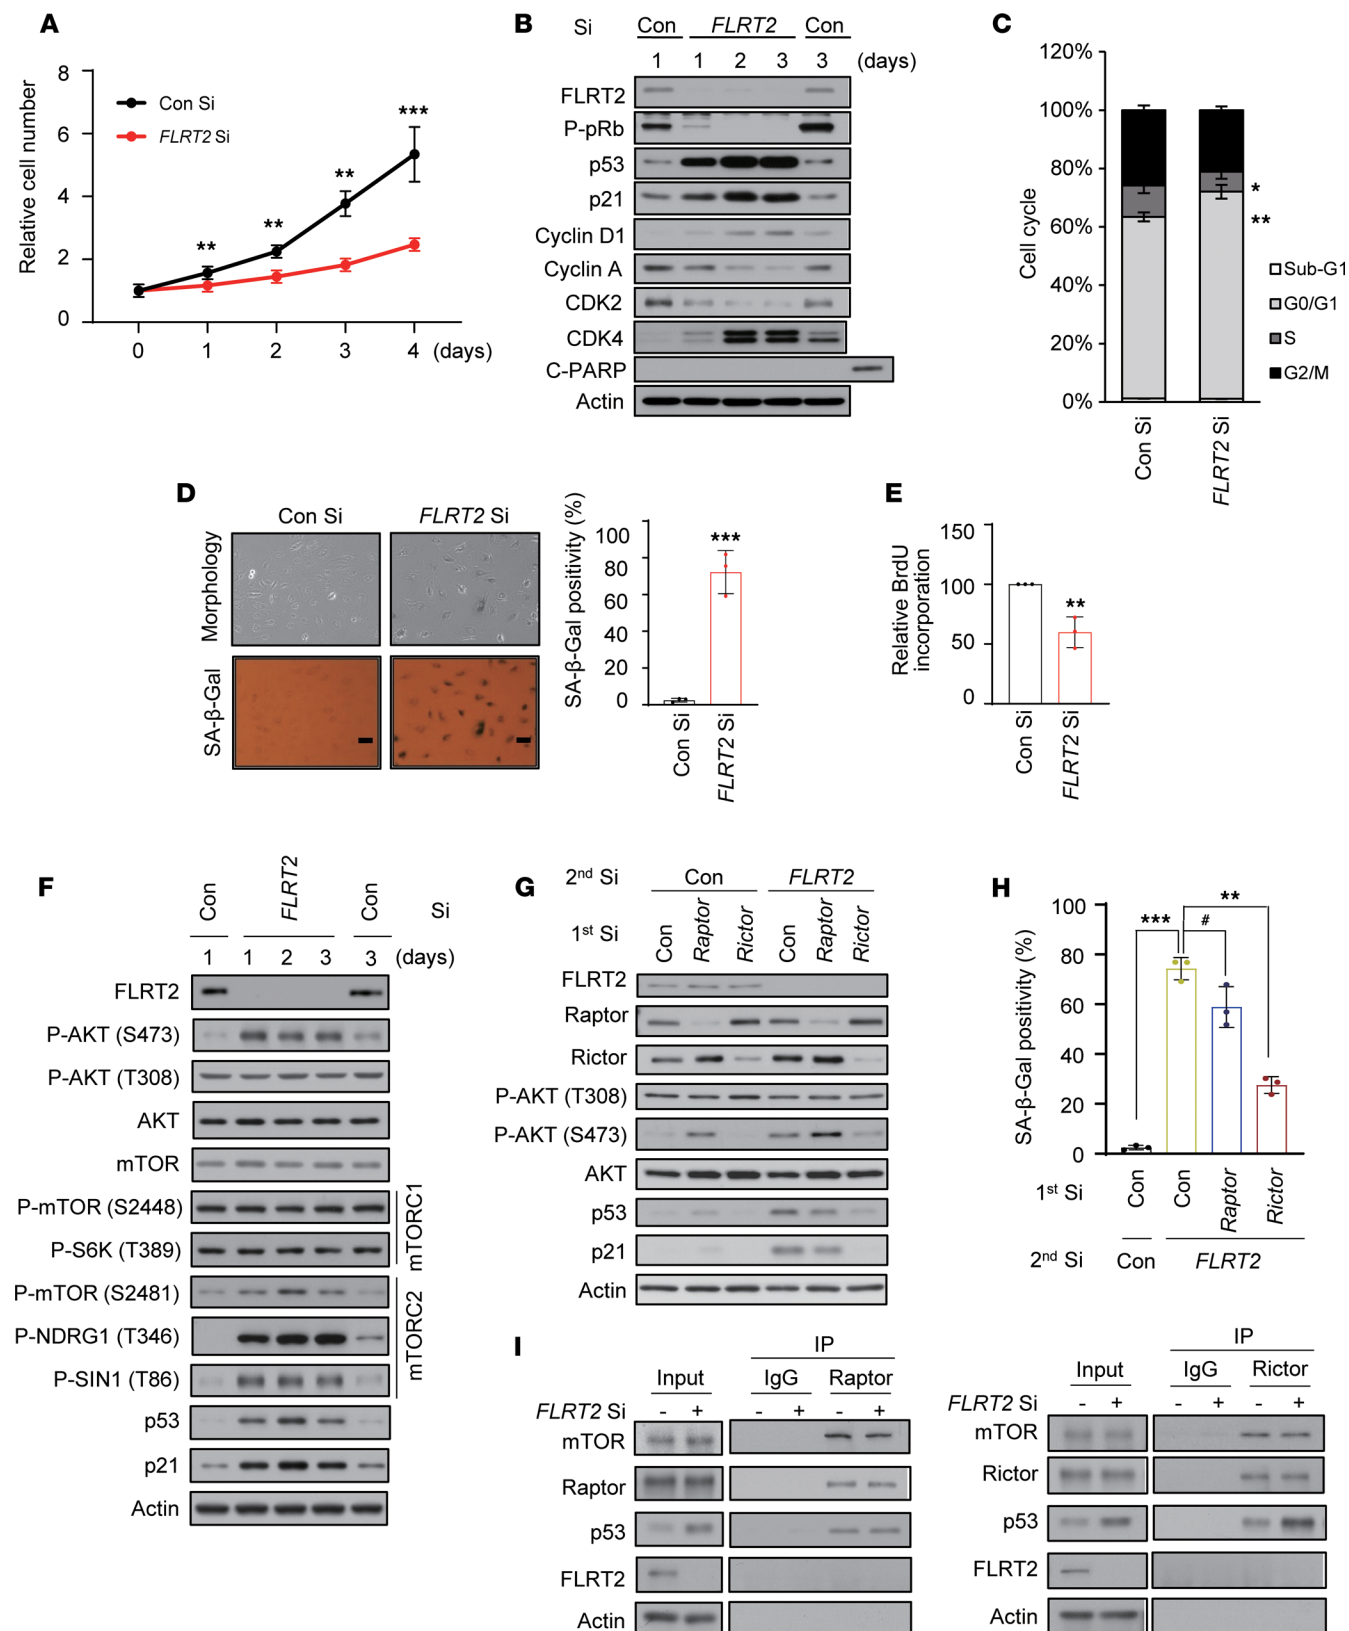 A
Relative cell number
8
6
4
2
0
Con Si
FLRT2 Si
**
**
**
***
0 1 2 3 4 (days)
B
Si Con FLRT2 Con
1 1 2 3 3 (days)
FLRT2
P-pRb
p53
p21
Cyclin D1
Cyclin A
CDK2
CDK4
C-PARP
Actin
C
Cell cycle
120%
100%
80%
60%
40%
20%
0%
*
**
Sub-G1
G0/G1
S
G2/M
Con Si
FLRT2 Si
D
Con Si FLRT2 Si
Morphology
SA-β-Gal
SA-β-Gal positivity (%)
100
80
60
40
20
0
***
Con Si
FLRT2 Si
E
Relative BrdU
incorporation
150
100
50
0
**
Con Si
FLRT2 Si
F
Con FLRT2 Con Si
1 1 2 3 3 (days)
FLRT2
P-AKT (S473)
P-AKT (T308)
AKT
mTOR
P-mTOR (S2448)
P-S6K (T389)
mTORC1
P-mTOR (S2481)
P-NDRG1 (T346)
P-SIN1 (T86)
mTORC2
p53
p21
Actin
G
2nd Si Con FLRT2
1st Si Con Raptor Rictor Con Raptor Rictor
FLRT2
Raptor
Rictor
P-AKT (T308)
P-AKT (S473)
AKT
p53
p21
Actin
H
SA-β-Gal positivity (%)
100
80
60
40
20
0
***
#
**
1st Si Con Con Raptor Rictor
2nd Si Con FLRT2
I
IP
Input IgG Raptor
FLRT2 Si - + - + - +
mTOR
Raptor
p53
FLRT2
Actin
IP
Input IgG Rictor
FLRT2 Si - + - + - +
mTOR
Rictor
p53
FLRT2
Actin